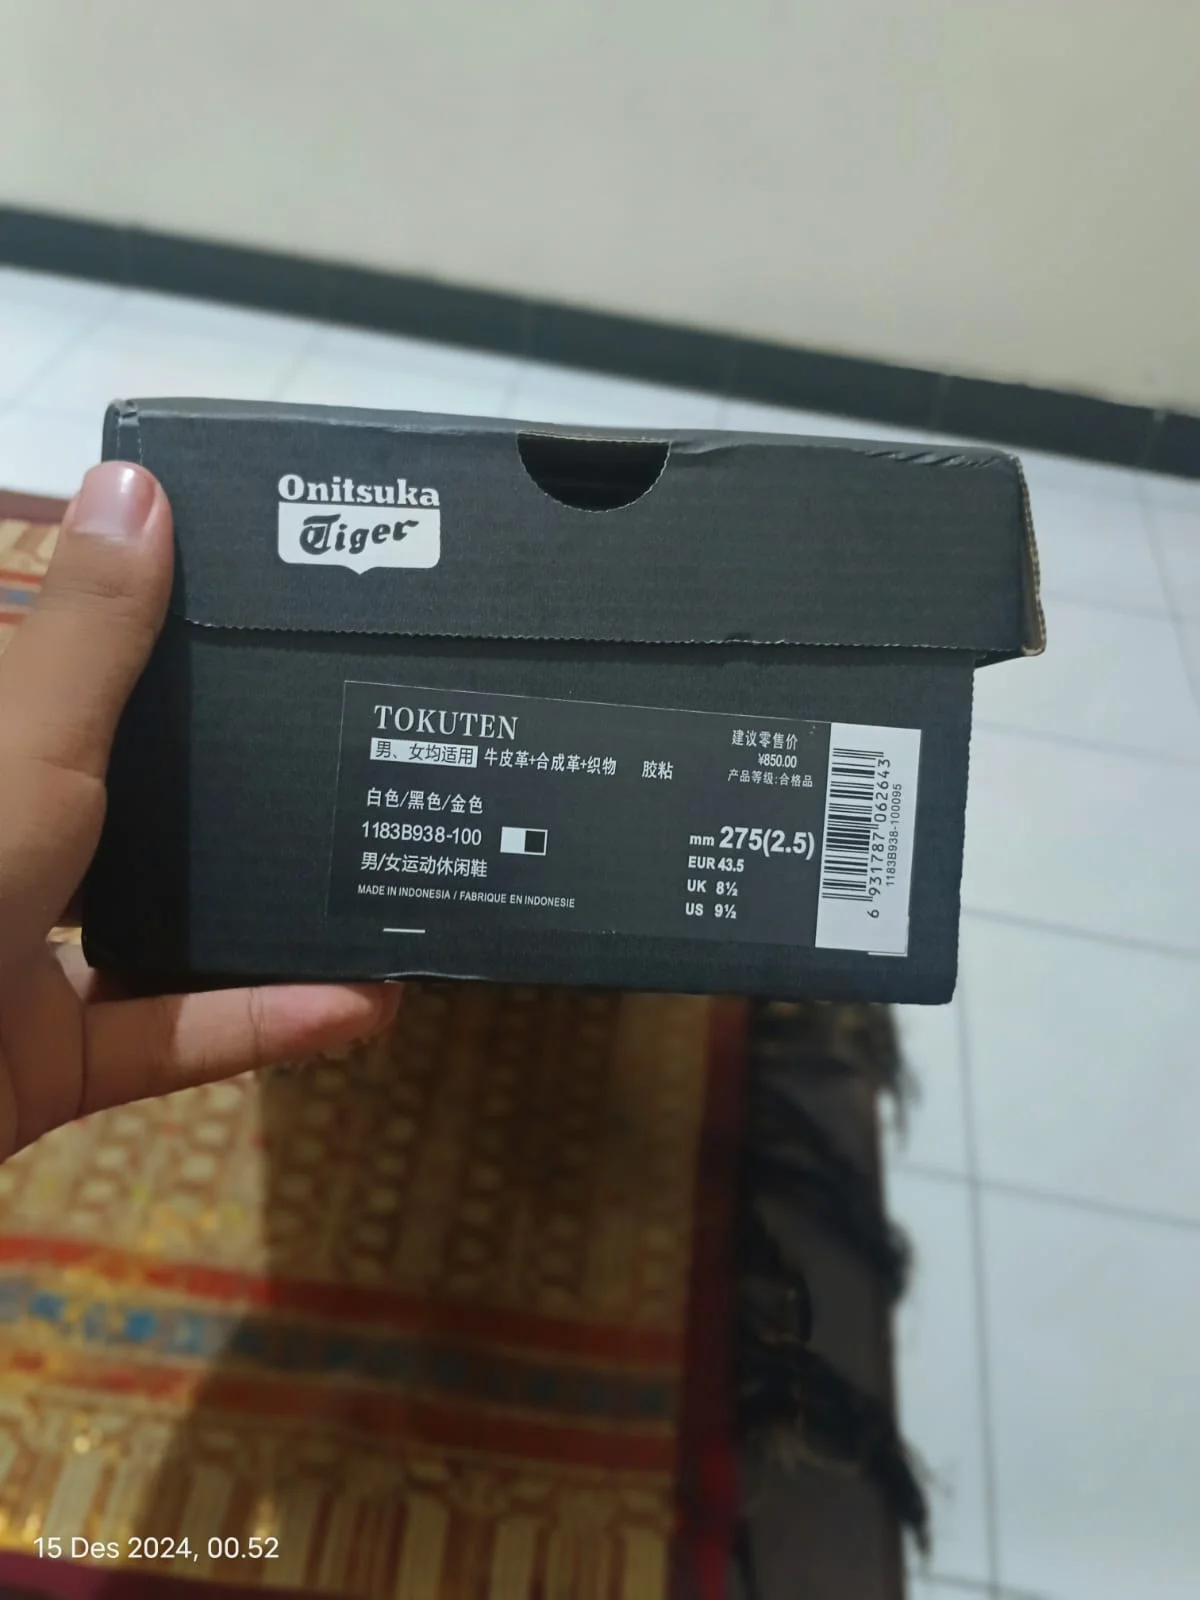 Onitsuka
Tiger
TOKUTEN
男、女均适用 牛皮革+合成革+织物 胶粘
白色/黑色/金色
1183B938-100
男/女运动休闲鞋
MADE IN INDONESIA / FABRIQUE EN INDONESIE
建议零售价
¥850.00
产品等级:合格品
mm 275(2.5)
EUR 43.5
UK 8½
US 9½
6 931787 062643
1183B938-100095
15 Des 2024, 00.52